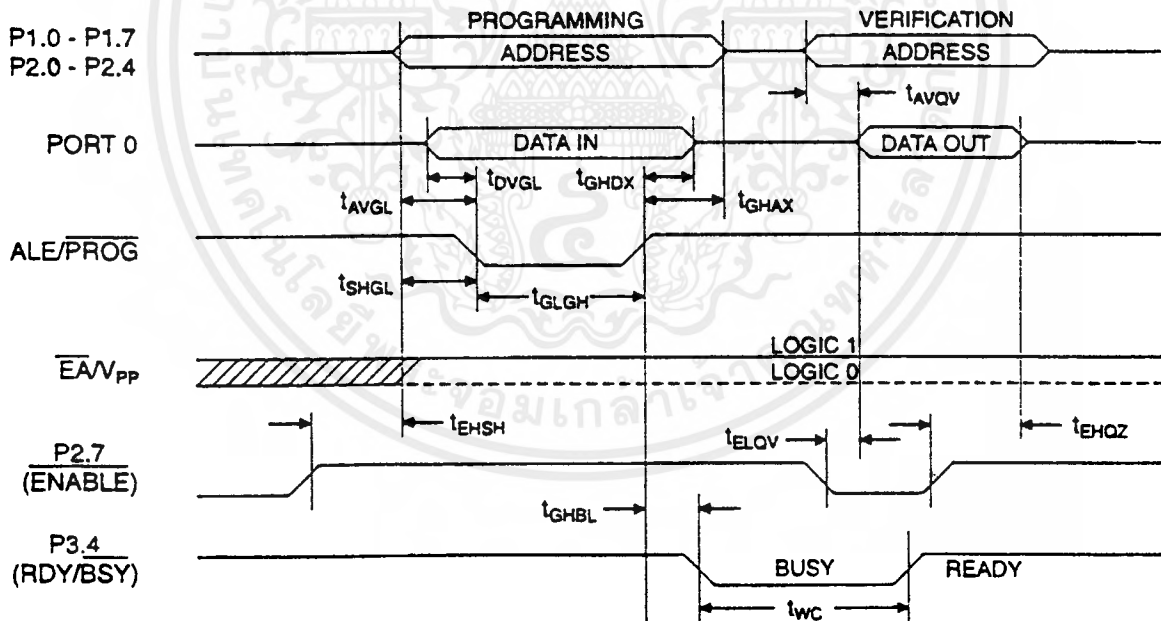 PROGRAMMING
VERIFICATION
P1.0 - P1.7
P2.0 - P2.4
ADDRESS
ADDRESS
tAVQV
PORT 0
DATA IN
DATA OUT
tDVGL
tGHDX
tAVGL
tGHAX
ALE/PROG
tSHGL
tGLGH
LOGIC 1
EA/VPP
LOGIC 0
tEHSH
tELQV
tEHQZ
P2.7
(ENABLE)
tGHBL
P3.4
(RDY/BSY)
BUSY
READY
tWC